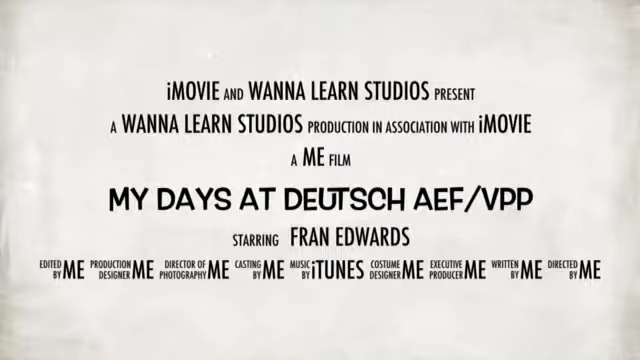 iMOVIE AND WANNA LEARN STUDIOS PRESENT
A WANNA LEARN STUDIOS PRODUCTION IN ASSOCIATION WITH iMOVIE
A ME FILM
MY DAYS AT DEUTSCH AEF/VPP
STARRING FRAN EDWARDS
EDITED BY ME PRODUCTION DESIGNER ME DIRECTOR OF PHOTOGRAPHY ME CASTING BY ME MUSIC BY iTUNES COSTUME DESIGNER ME EXECUTIVE PRODUCER ME WRITTEN BY ME DIRECTED BY ME